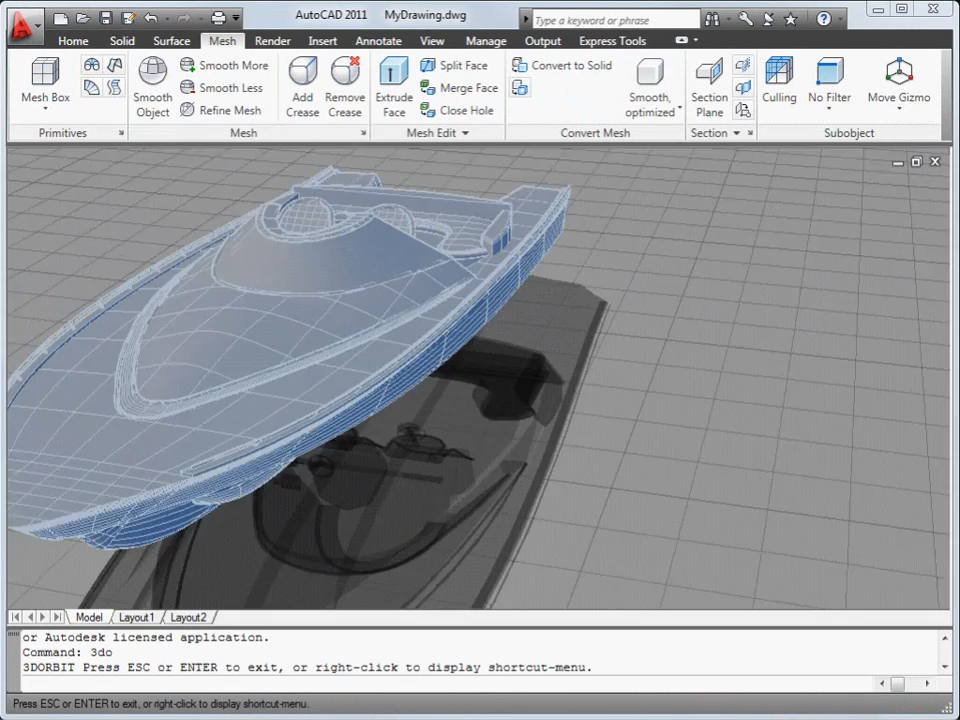 AutoCAD 2011 MyDrawing.dwg
Type a keyword or phrase
Home Solid Surface Mesh Render Insert Annotate View Manage Output Express Tools
Mesh Box
Smooth Object
Smooth More
Smooth Less
Refine Mesh
Add Crease
Remove Crease
Extrude Face
Split Face
Merge Face
Close Hole
Convert to Solid
Smooth, optimized
Section Plane
Culling
No Filter
Move Gizmo
Primitives Mesh Mesh Edit Convert Mesh Section Subobject
Model Layout1 Layout2
or Autodesk licensed application.
Command: 3do
3DORBIT Press ESC or ENTER to exit, or right-click to display shortcut-menu.
Press ESC or ENTER to exit, or right-click to display shortcut-menu.